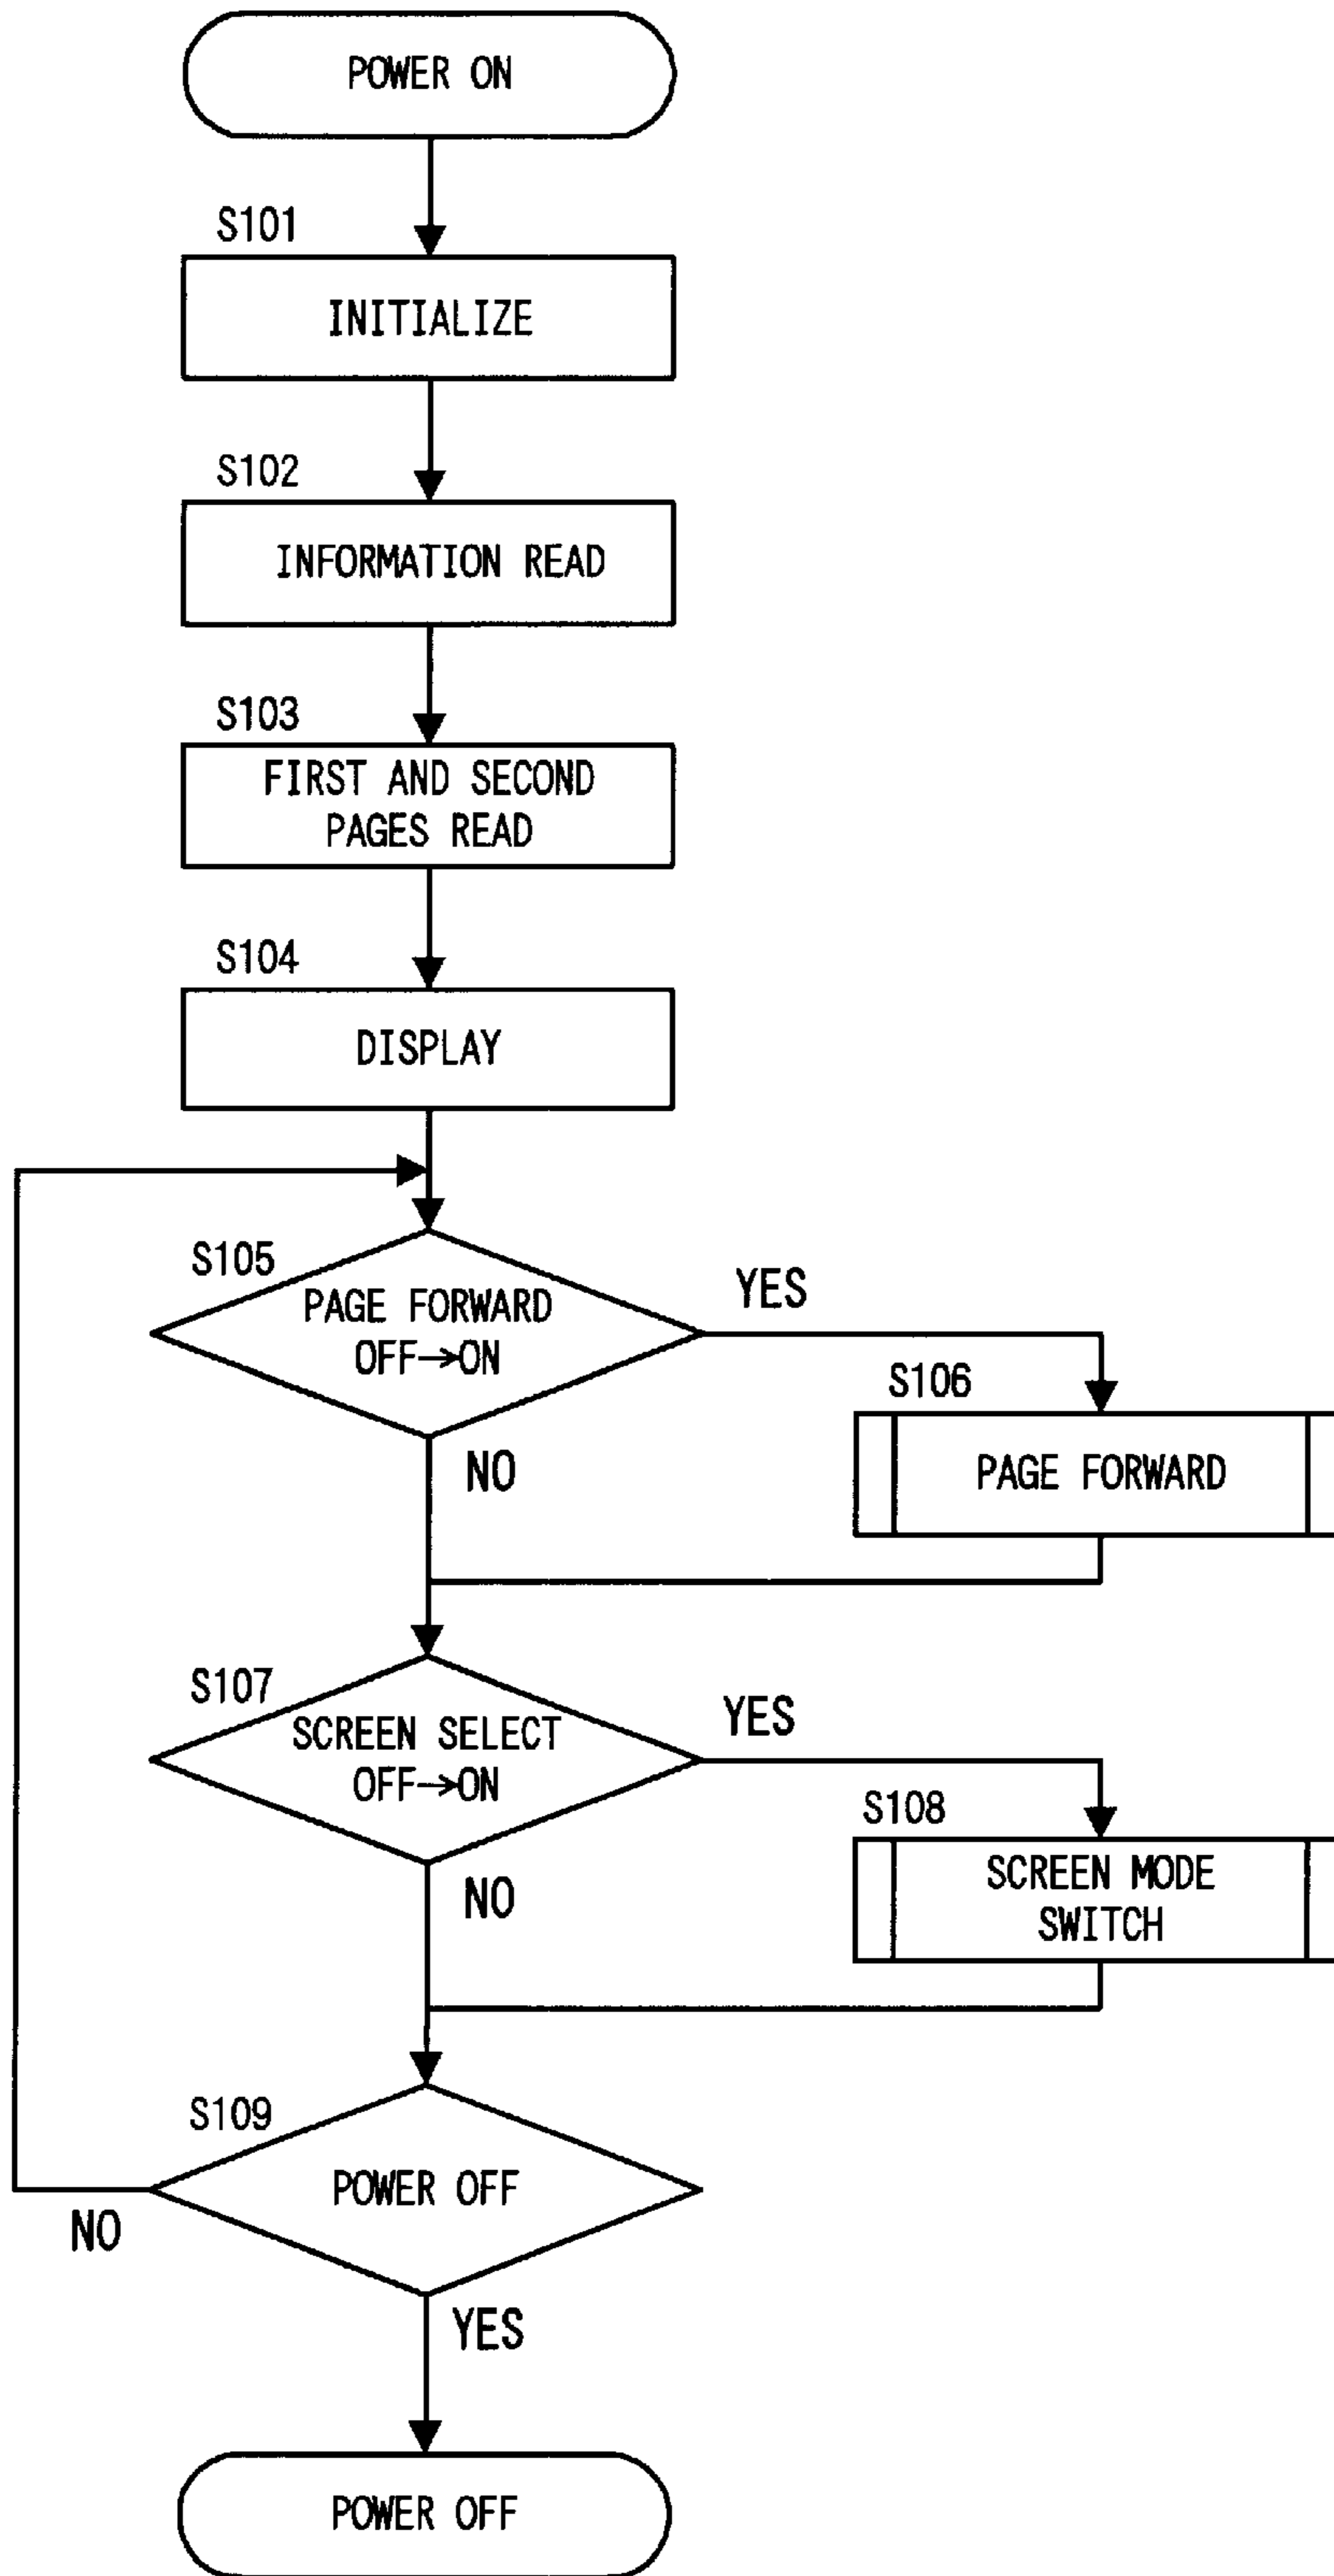 POWER ON
S101
INITIALIZE
S102
INFORMATION READ
S103
FIRST AND SECOND
PAGES READ
S104
DISPLAY
S105
PAGE FORWARD
OFF→ON
YES
S106
PAGE FORWARD
NO
S107
SCREEN SELECT
OFF→ON
YES
S108
SCREEN MODE
SWITCH
NO
S109
POWER OFF
NO
YES
POWER OFF